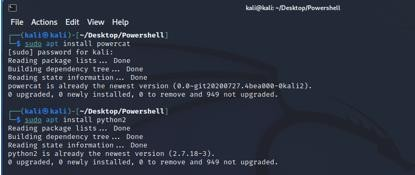 kali@kali: ~/Desktop/Powershell
File Actions Edit View Help
┌──(kali㉿kali)-[~/Desktop/Powershell]
└─$ sudo apt install powercat
[sudo] password for kali:
Reading package lists... Done
Building dependency tree... Done
Reading state information... Done
powercat is already the newest version (0.0~git20200727.4bea000-0kali2).
0 upgraded, 0 newly installed, 0 to remove and 949 not upgraded.
┌──(kali㉿kali)-[~/Desktop/Powershell]
└─$ sudo apt install python2
Reading package lists... Done
Building dependency tree... Done
Reading state information... Done
python2 is already the newest version (2.7.18-3).
0 upgraded, 0 newly installed, 0 to remove and 949 not upgraded.